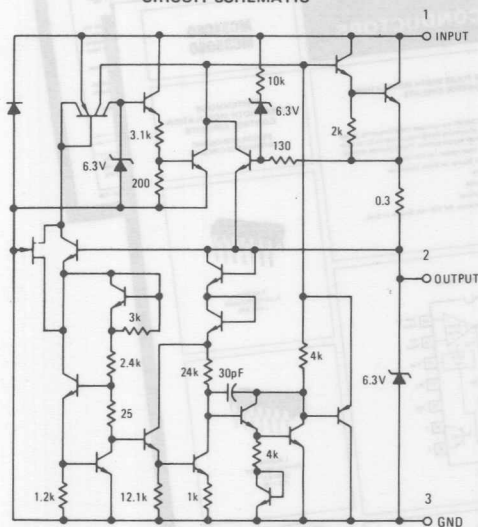 CIRCUIT SCHEMATIC
1
INPUT
10k
6.3V
3.1k
6.3V
200
130
2k
0.3
2
OUTPUT
3k
2.4k
24k
30pF
4k
6.3V
25
4k
1.2k
12.1k
1k
3
GND